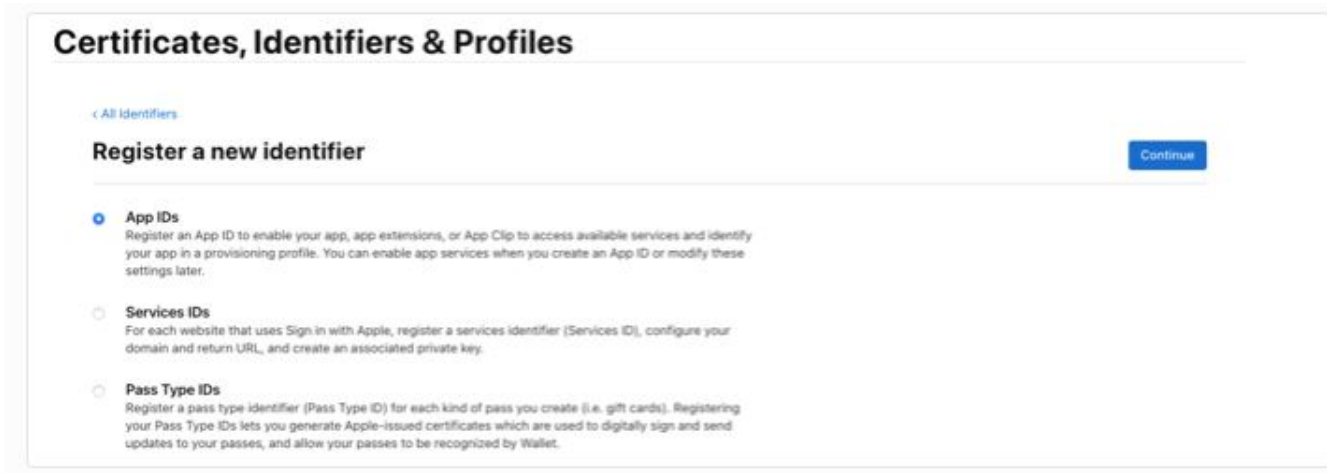 Certificates, Identifiers & Profiles
< All Identifiers
Register a new identifier
Continue
App IDs
Register an App ID to enable your app, app extensions, or App Clip to access available services and identify
your app in a provisioning profile. You can enable app services when you create an App ID or modify these
settings later.
Services IDs
For each website that uses Sign in with Apple, register a services identifier (Services ID), configure your
domain and return URL, and create an associated private key.
Pass Type IDs
Register a pass type identifier (Pass Type ID) for each kind of pass you create (i.e. gift cards). Registering
your Pass Type IDs lets you generate Apple-issued certificates which are used to digitally sign and send
updates to your passes, and allow your passes to be recognized by Wallet.